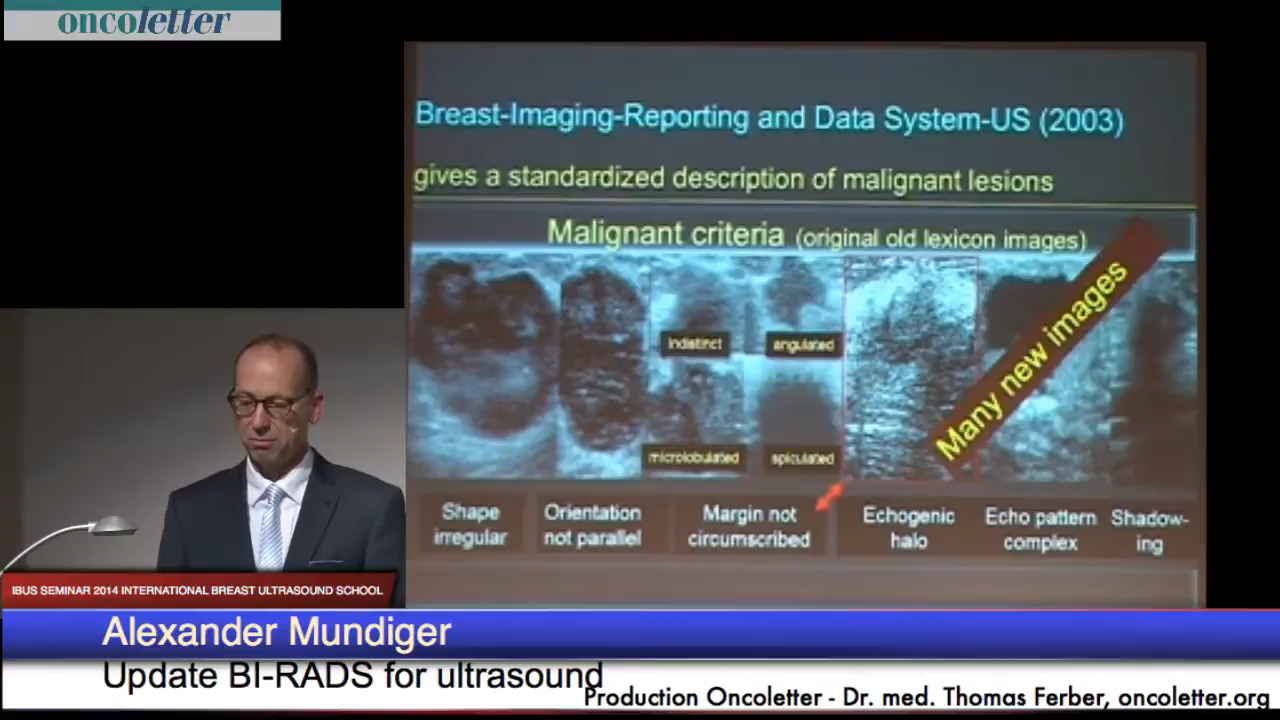 oncoletter
Breast-Imaging-Reporting and Data System-US (2003)
gives a standardized description of malignant lesions
Malignant criteria (original old lexicon images)
Many new images
indistinct
angulated
microlobulated
spiculated
Shape
irregular
Orientation
not parallel
Margin not
circumscribed
Echogenic
halo
Echo pattern
complex
Shadow-
ing
IBUS SEMINAR 2014 INTERNATIONAL BREAST ULTRASOUND SCHOOL
Alexander Mundiger
Update BI-RADS for ultrasound
Production Oncoletter - Dr. med. Thomas Ferber, oncoletter.org